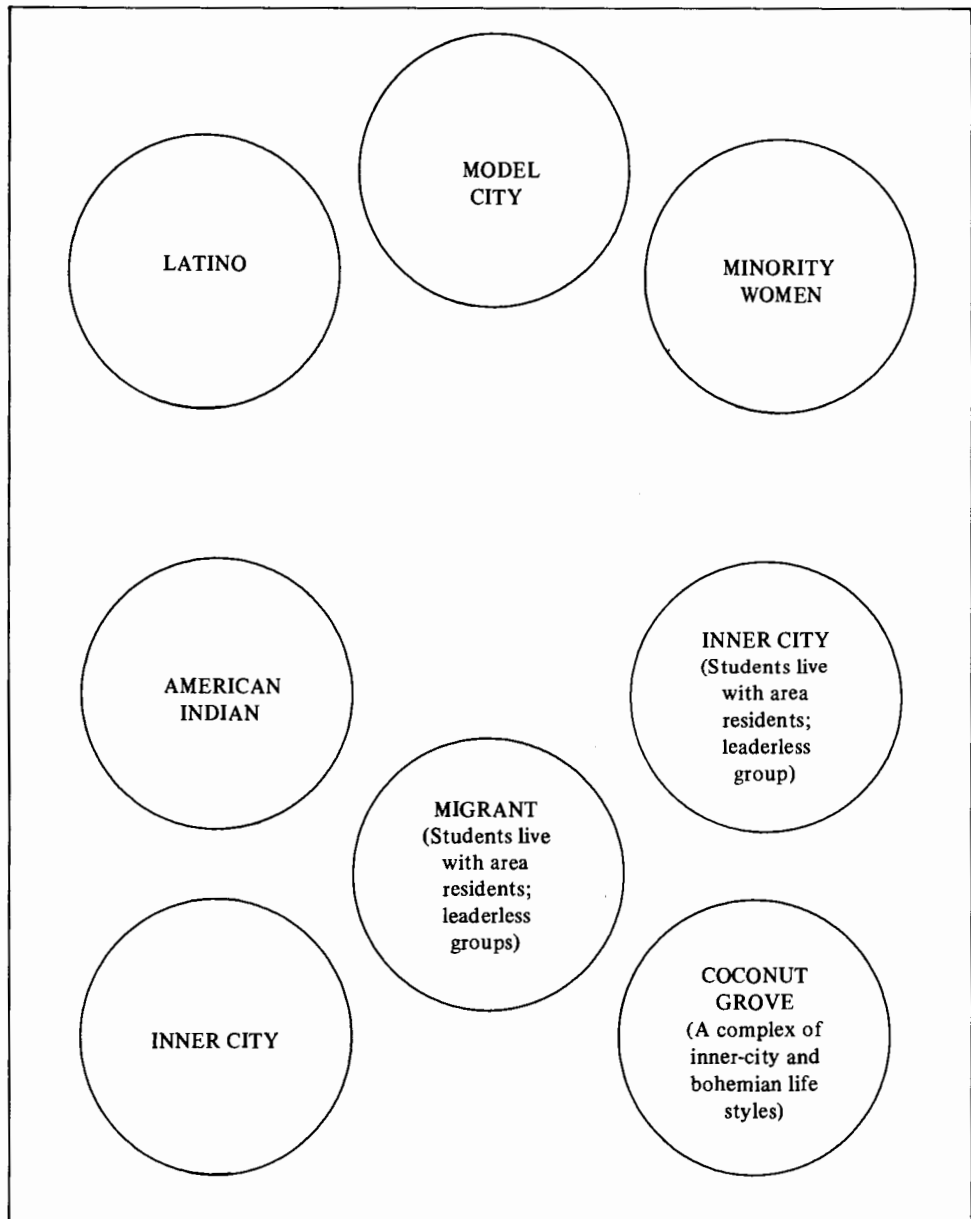 MODEL
CITY
LATINO
MINORITY
WOMEN
AMERICAN
INDIAN
INNER CITY
(Students live
with area
residents;
leaderless
group)
MIGRANT
(Students live
with area
residents;
leaderless
groups)
INNER CITY
COCONUT
GROVE
(A complex of
inner-city and
bohemian life
styles)